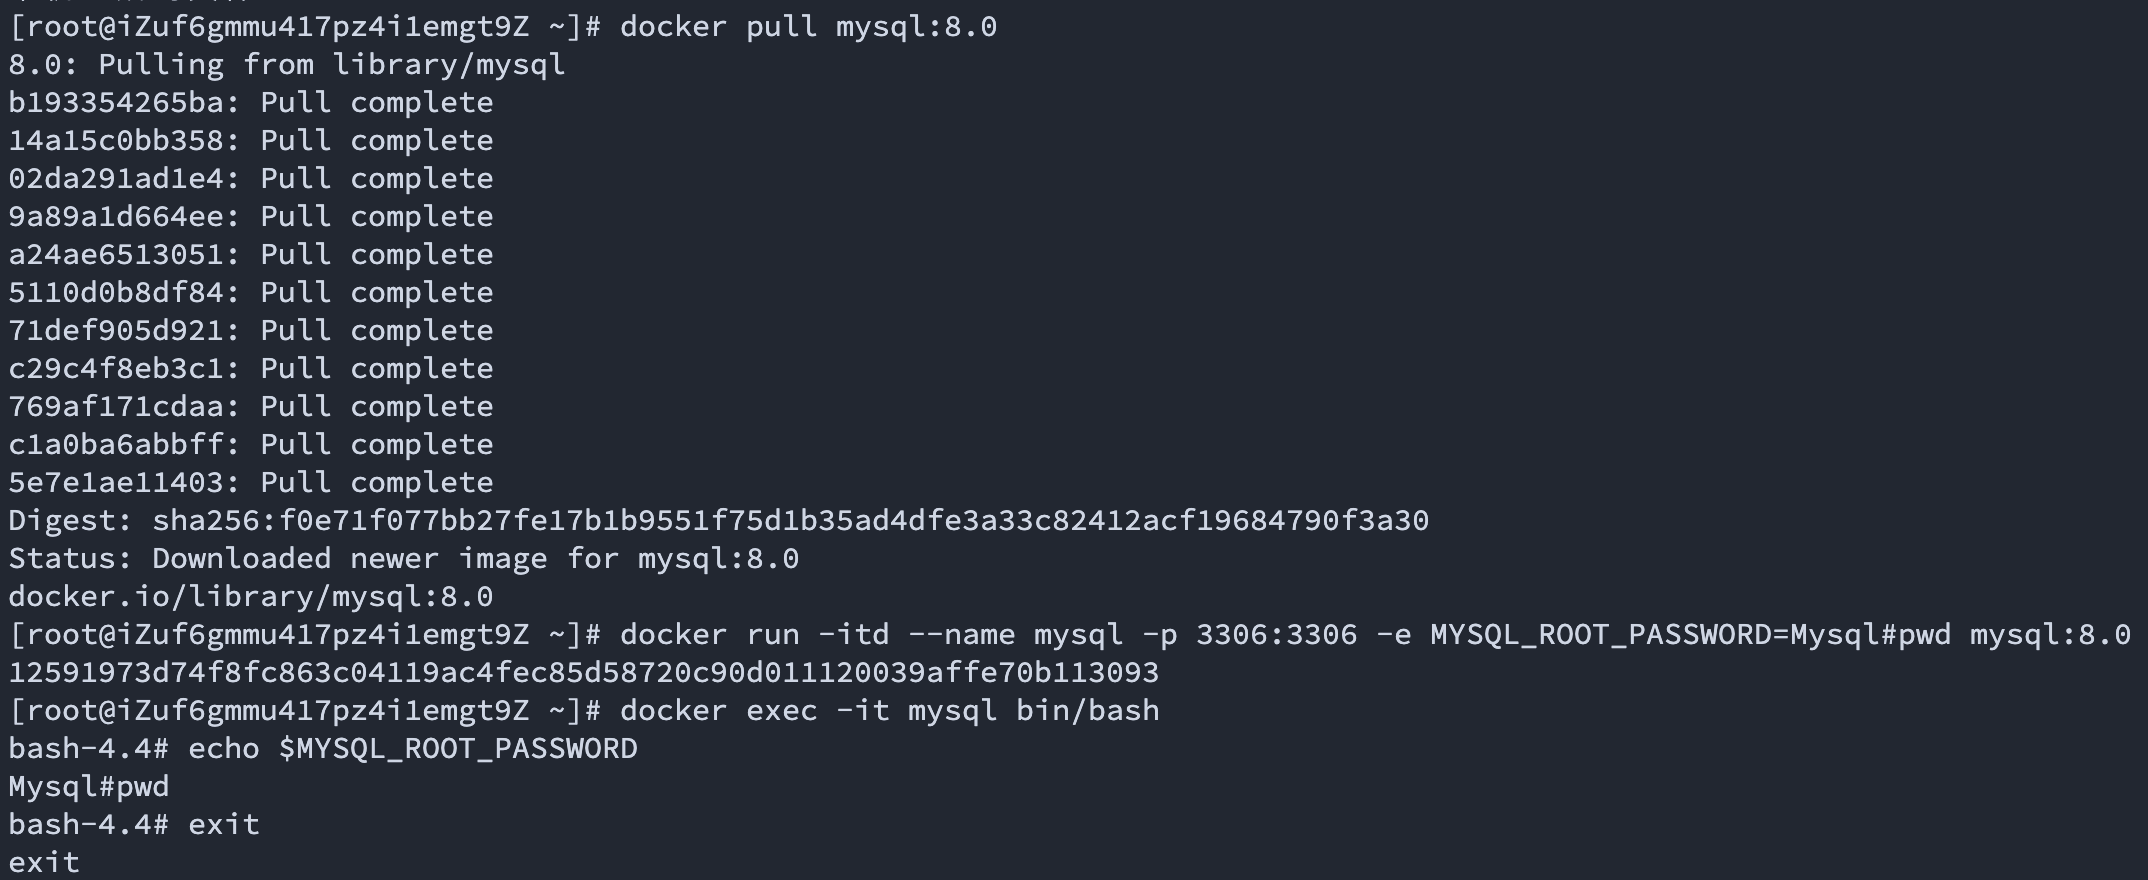 [root@iZuf6gmmu417pz4i1emgt9Z ~]# docker pull mysql:8.0
8.0: Pulling from library/mysql
b193354265ba: Pull complete
14a15c0bb358: Pull complete
02da291ad1e4: Pull complete
9a89a1d664ee: Pull complete
a24ae6513051: Pull complete
5110d0b8df84: Pull complete
71def905d921: Pull complete
c29c4f8eb3c1: Pull complete
769af171cdaa: Pull complete
c1a0ba6abbff: Pull complete
5e7e1ae11403: Pull complete
Digest: sha256:f0e71f077bb27fe17b1b9551f75d1b35ad4dfe3a33c82412acf19684790f3a30
Status: Downloaded newer image for mysql:8.0
docker.io/library/mysql:8.0
[root@iZuf6gmmu417pz4i1emgt9Z ~]# docker run -itd --name mysql -p 3306:3306 -e MYSQL_ROOT_PASSWORD=Mysql#pwd mysql:8.0
12591973d74f8fc863c04119ac4fec85d58720c90d011120039affe70b113093
[root@iZuf6gmmu417pz4i1emgt9Z ~]# docker exec -it mysql bin/bash
bash-4.4# echo $MYSQL_ROOT_PASSWORD
Mysql#pwd
bash-4.4# exit
exit